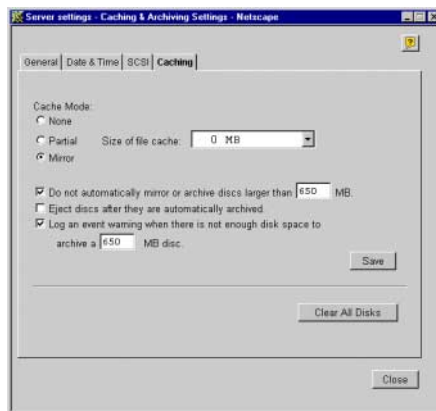 Server settings - Caching & Archiving Settings - Netscape
?
General Date & Time SCSI Caching
Cache Mode:
None
Partial Size of file cache: 0 MB
Mirror
Do not automatically mirror or archive discs larger than 650 MB.
Eject discs after they are automatically archived
Log an event warning when there is not enough disk space to
archive a 650 MB disc.
Save
Clear All Disks
Close